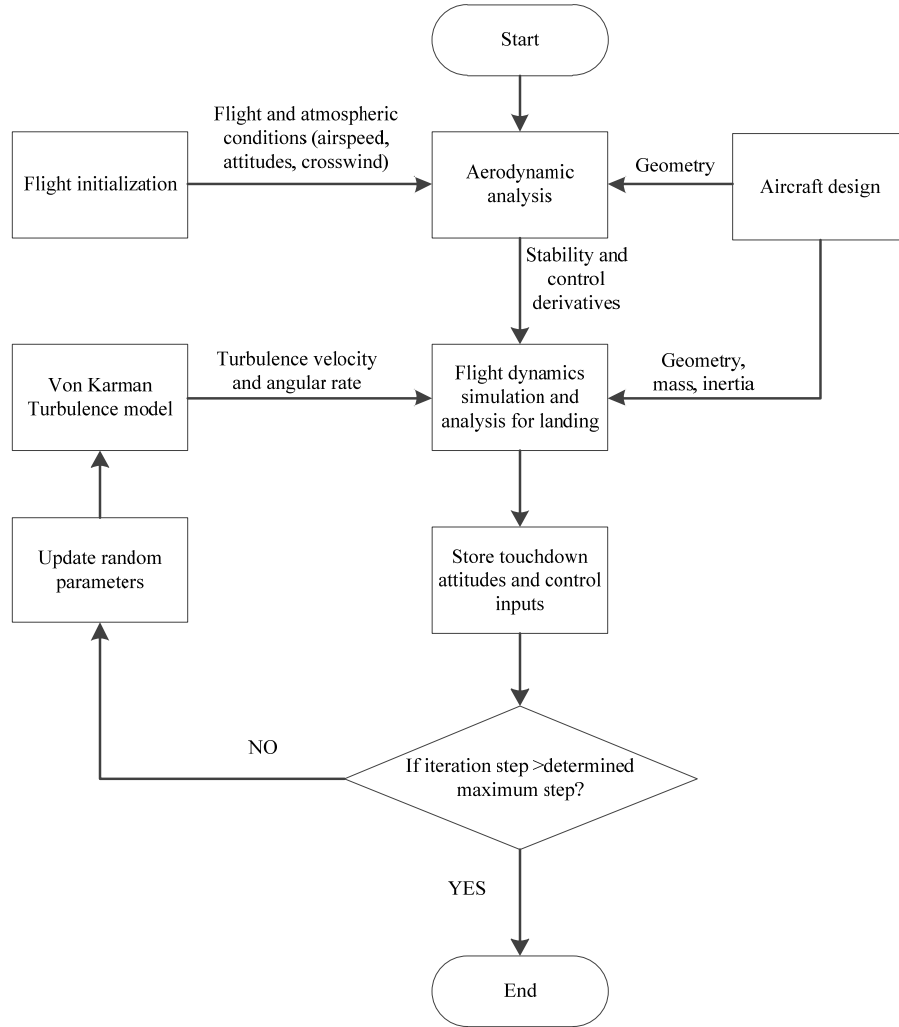 Start
Flight and atmospheric
conditions (airspeed,
attitudes, crosswind)
Flight initialization
Aerodynamic
analysis
Geometry
Aircraft design
Stability and
control
derivatives
Von Karman
Turbulence model
Turbulence velocity
and angular rate
Flight dynamics
simulation and
analysis for landing
Geometry,
mass, inertia
Update random
parameters
Store touchdown
attitudes and control
inputs
NO
If iteration step >determined
maximum step?
YES
End